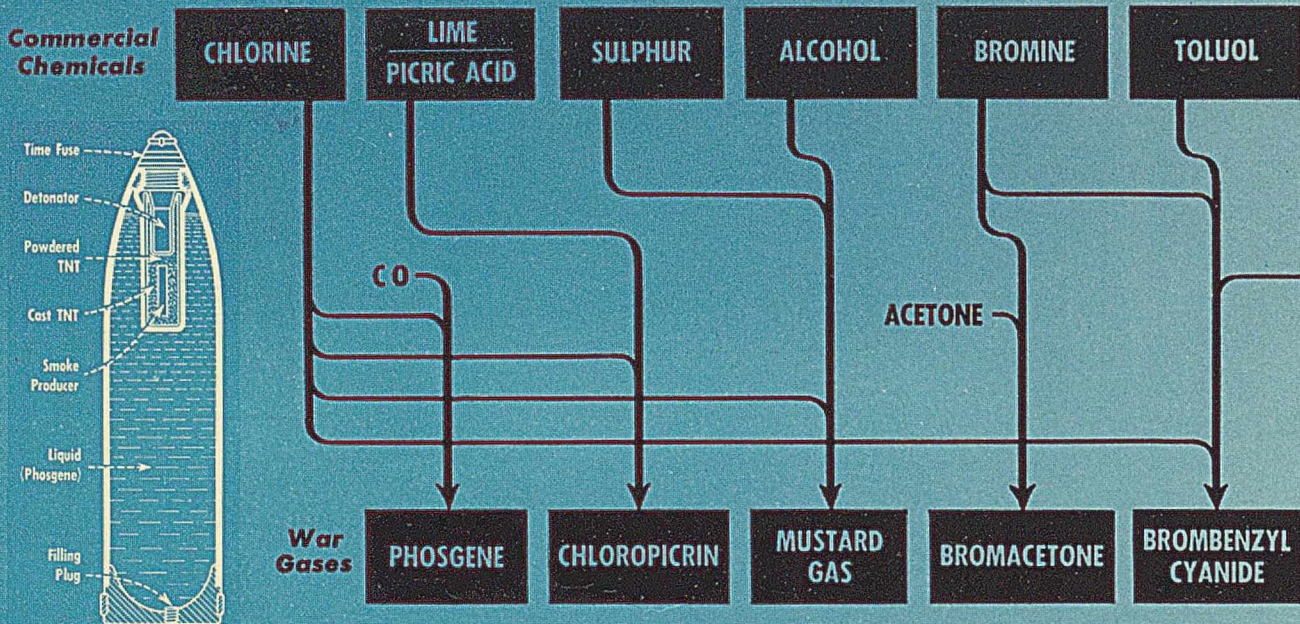 Commercial
Chemicals
CHLORINE
LIME
PICRIC ACID
SULPHUR
ALCOHOL
BROMINE
TOLUOL
Time Fuse
Detonator
Powdered
TNT
Cast TNT
Smoke
Producer
Liquid
(Phosgene)
Filling
Plug
CO
ACETONE
War
Gases
PHOSGENE
CHLOROPICRIN
MUSTARD
GAS
BROMACETONE
BROMBENZYL
CYANIDE